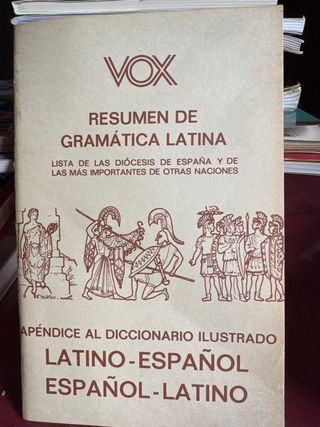 VOX
RESUMEN DE
GRAMÁTICA LATINA
LISTA DE LAS DIÓCESIS DE ESPAÑA Y DE
LAS MÁS IMPORTANTES DE OTRAS NACIONES
APÉNDICE AL DICCIONARIO ILUSTRADO
LATINO-ESPAÑOL
ESPAÑOL-LATINO